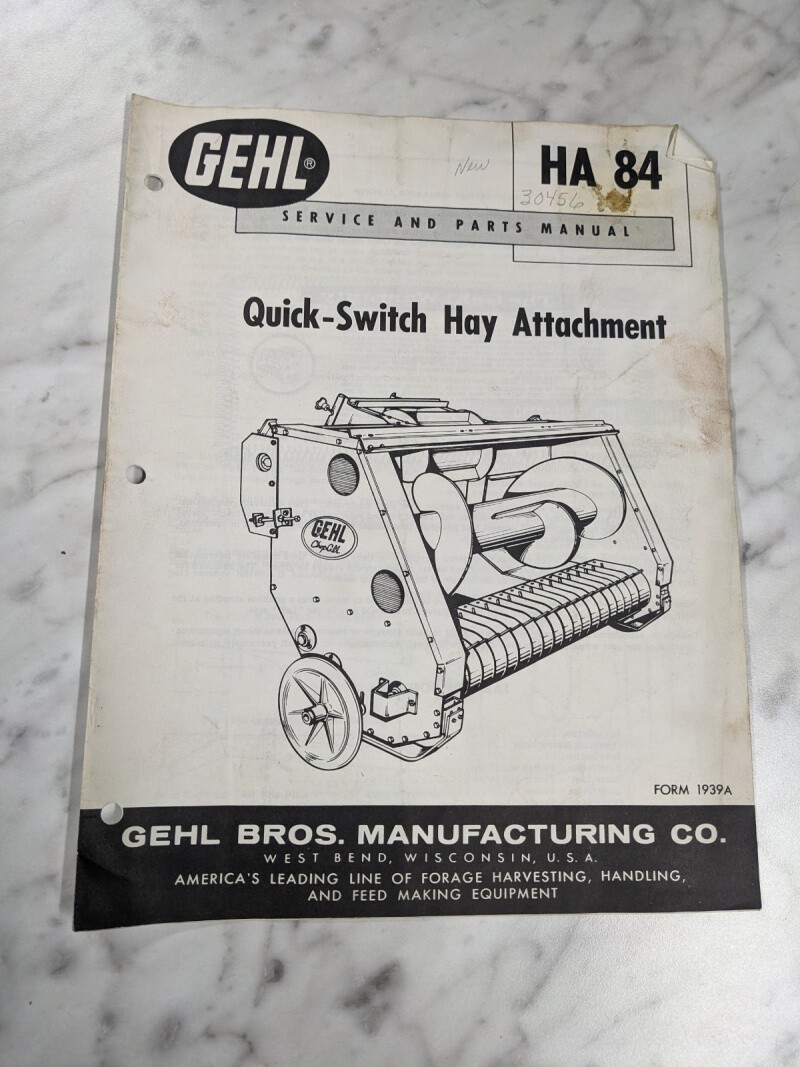 GEHL®
New
HA 84
30456
SERVICE AND PARTS MANUAL
Quick-Switch Hay Attachment
GEHL
FORM 1939A
GEHL BROS. MANUFACTURING CO.
WEST BEND, WISCONSIN, U.S.A.
AMERICA'S LEADING LINE OF FORAGE HARVESTING, HANDLING,
AND FEED MAKING EQUIPMENT